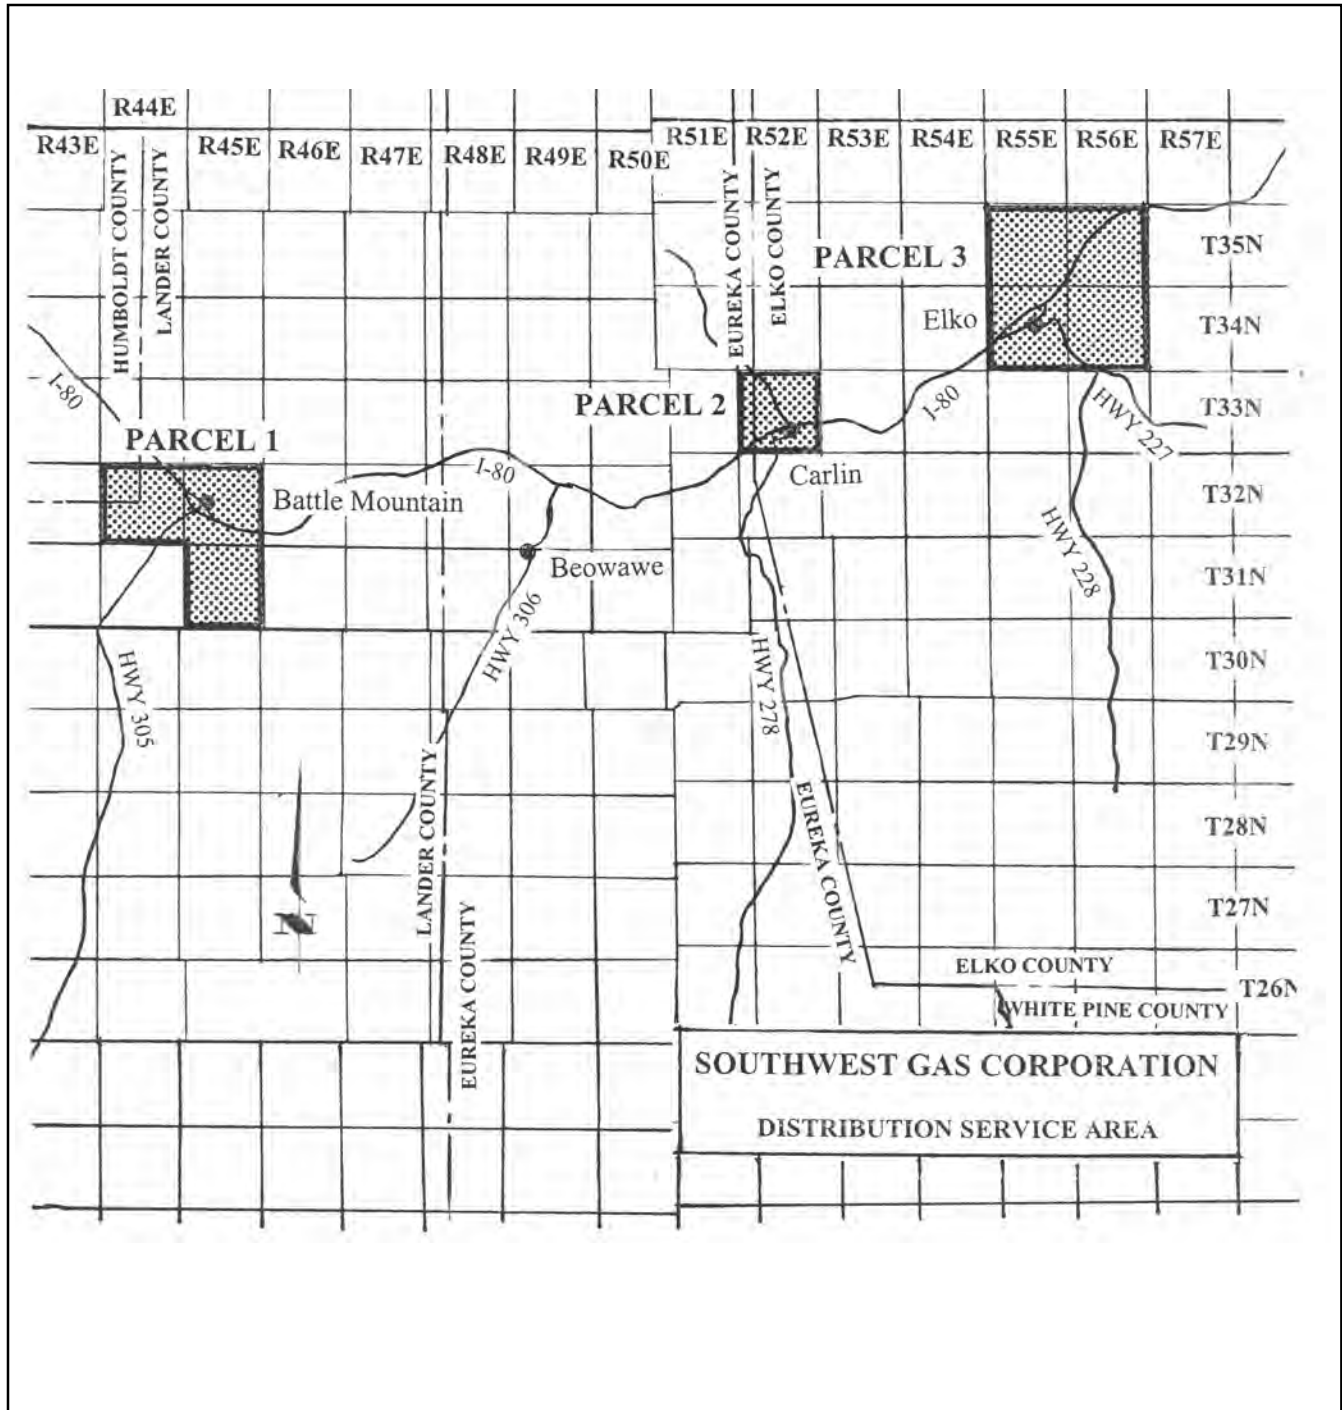 R44E
R43E
R45E
R46E
R47E
R48E
R49E
R50E
R51E
R52E
R53E
R54E
R55E
R56E
R57E
HUMBOLDT COUNTY
LANDER COUNTY
EUREKA COUNTY
ELKO COUNTY
PARCEL 3
T35N
Elko
T34N
I-80
PARCEL 2
I-80
HWY 227
T33N
PARCEL 1
I-80
Carlin
Battle Mountain
T32N
HWY 228
Beowawe
T31N
HWY 306
HWY 305
HWY 278
T30N
T29N
LANDER COUNTY
EUREKA COUNTY
T28N
EUREKA COUNTY
N
T27N
ELKO COUNTY
T26N
WHITE PINE COUNTY
SOUTHWEST GAS CORPORATION
DISTRIBUTION SERVICE AREA